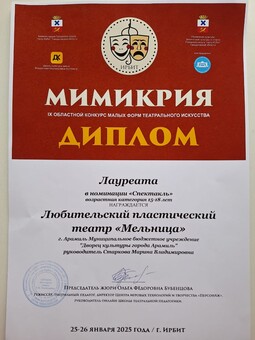 ИРБИТ
МИМИКРИЯ
IX ОБЛАСТНОЙ КОНКУРС МАЛЫХ ФОРМ ТЕАТРАЛЬНОГО ИСКУССТВА
ДИПЛОМ
Лауреата
в номинации «Спектакль»
возрастная категория 15-18 лет
НАГРАЖДАЕТСЯ
Любительский пластический
театр «Мельница»
г. Арамиль Муниципальное бюджетное учреждение
"Дворец культуры города Арамиль"
руководитель Стиркова Марина Владимировна
Председатель жюри Ольга Федоровна Бубенцова
25-26 ЯНВАРЯ 2025 ГОДА / Г. ИРБИТ